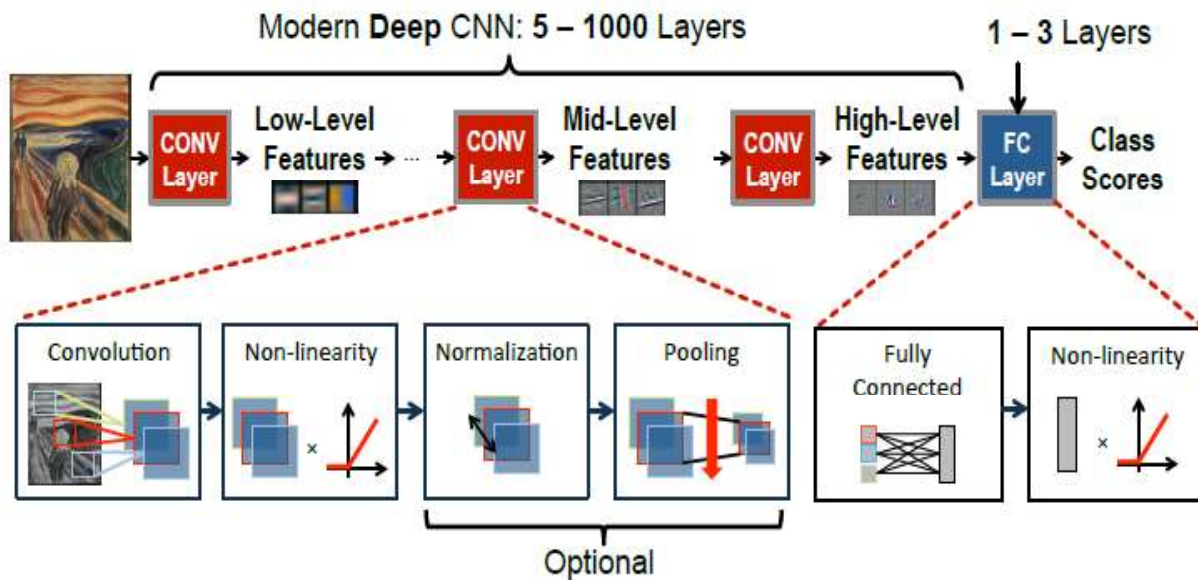 Modern Deep CNN: 5 – 1000 Layers
1 – 3 Layers
CONV
Layer
Low-Level
Features
...
CONV
Layer
Mid-Level
Features
CONV
Layer
High-Level
Features
FC
Layer
Class
Scores
Convolution
Non-linearity
×
Normalization
Pooling
Fully
Connected
Non-linearity
×
Optional